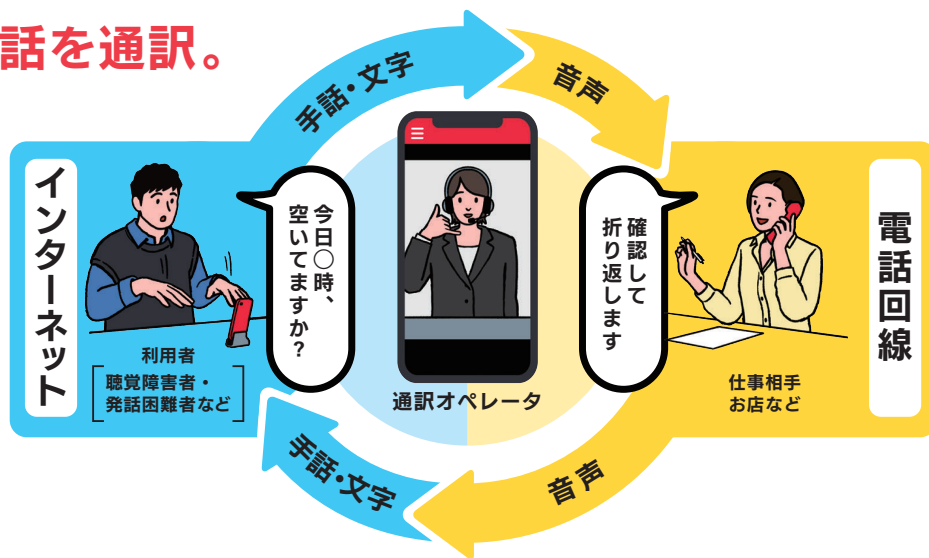 話を通訳。
手話・文字
音声
インターネット
今日〇時、
空いてますか？
確認して
折り返します
電話回線
利用者
聴覚障害者・
発話困難者など
通訳オペレータ
仕事相手
お店など
手話・文字
音声